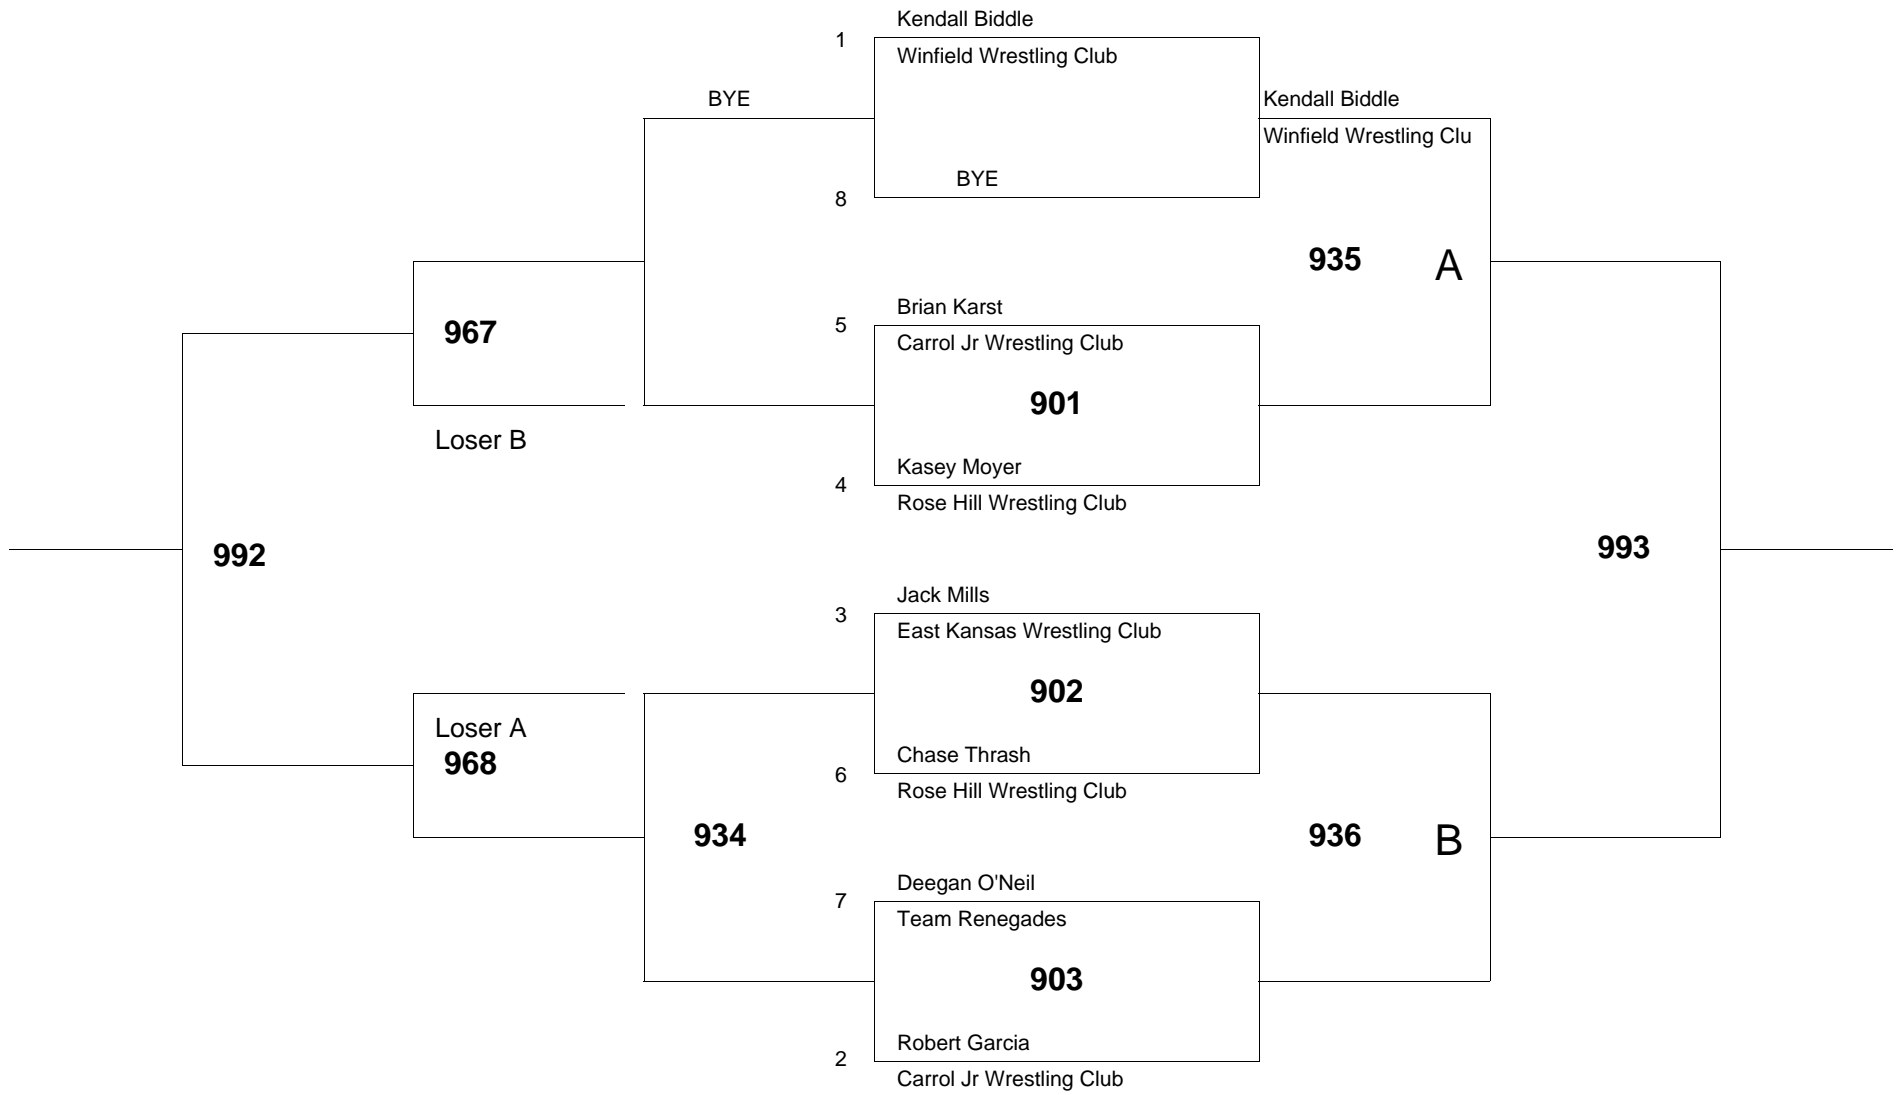 Kendall Biddle
1
Winfield Wrestling Club
BYE
Kendall Biddle
Winfield Wrestling Clu
BYE
8
935 A
Brian Karst
5
967
Carrol Jr Wrestling Club
901
Loser B
Kasey Moyer
4
Rose Hill Wrestling Club
992
993
Jack Mills
3
East Kansas Wrestling Club
902
Loser A
968
Chase Thrash
6
Rose Hill Wrestling Club
934
936 B
Deegan O'Neil
7
Team Renegades
903
Robert Garcia
2
Carrol Jr Wrestling Club